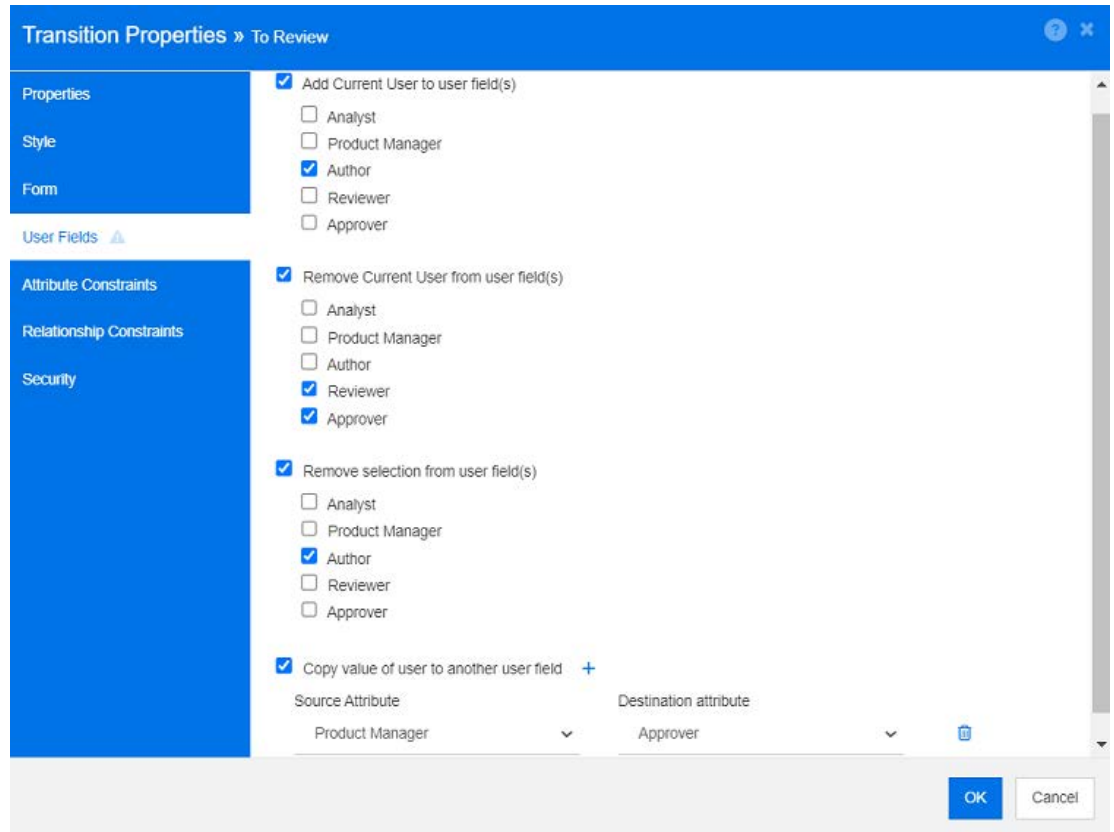 Transition Properties » To Review
Properties
Style
Form
User Fields
Attribute Constraints
Relationship Constraints
Security
Add Current User to user field(s)
Analyst
Product Manager
Author
Reviewer
Approver
Remove Current User from user field(s)
Analyst
Product Manager
Author
Reviewer
Approver
Remove selection from user field(s)
Analyst
Product Manager
Author
Reviewer
Approver
Copy value of user to another user field +
Source Attribute Destination attribute
Product Manager Approver
OK Cancel